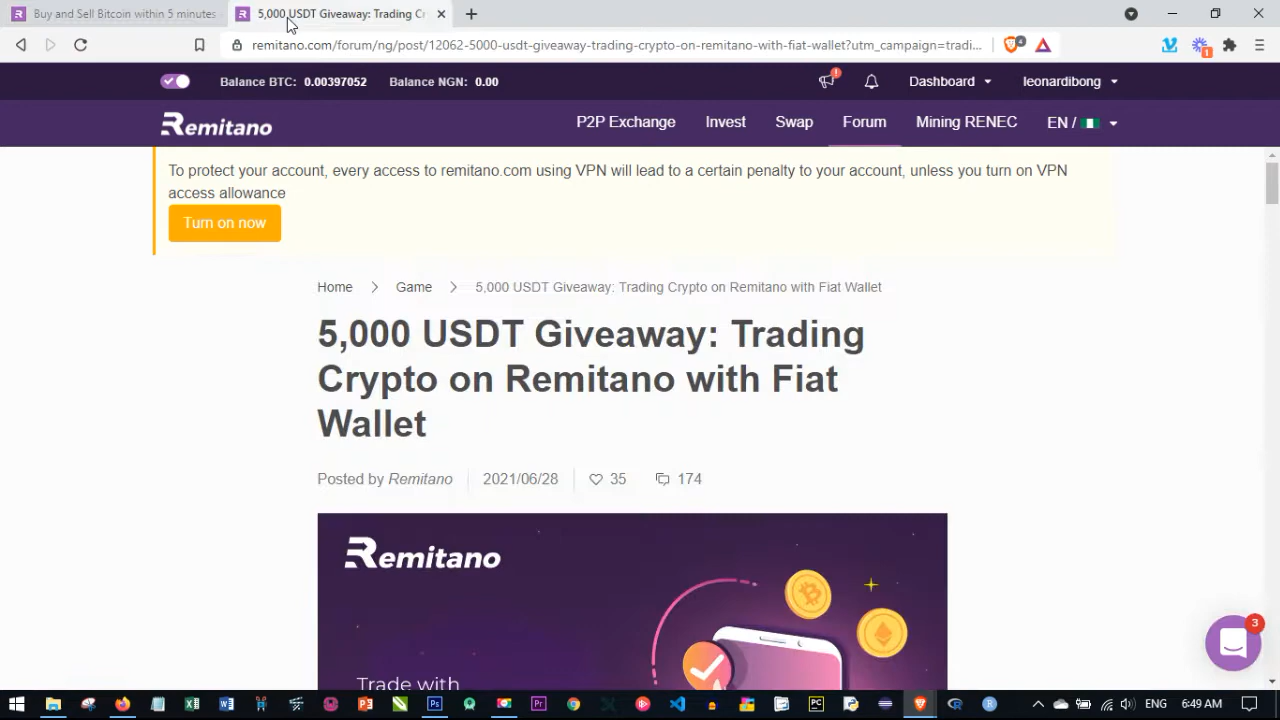 Buy and Sell Bitcoin within 5 minutes
5,000 USDT Giveaway: Trading Cr
remitano.com/forum/ng/post/12062-5000-usdt-giveaway-trading-crypto-on-remitano-with-fiat-wallet?utm_campaign=tradi...
4
1
Balance BTC: 0.00397052
Balance NGN: 0.00
Dashboard
leonardibong
Remitano
P2P Exchange
Invest
Swap
Forum
Mining RENEC
EN /
To protect your account, every access to remitano.com using VPN will lead to a certain penalty to your account, unless you turn on VPN
access allowance
Turn on now
Home
Game
5,000 USDT Giveaway: Trading Crypto on Remitano with Fiat Wallet
5,000 USDT Giveaway: Trading
Crypto on Remitano with Fiat
Wallet
Posted by Remitano
2021/06/28
35
174
Remitano
Trade with
3
ENG
6:49 AM